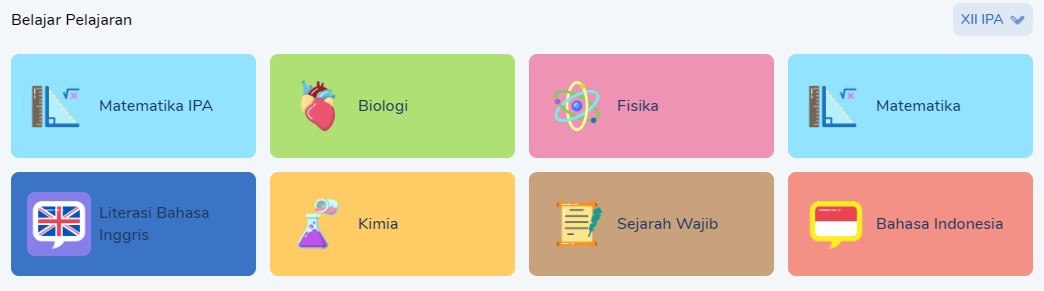 Belajar Pelajaran
XII IPA
Matematika IPA
Biologi
Fisika
Matematika
Literasi Bahasa
Inggris
Kimia
Sejarah Wajib
Bahasa Indonesia